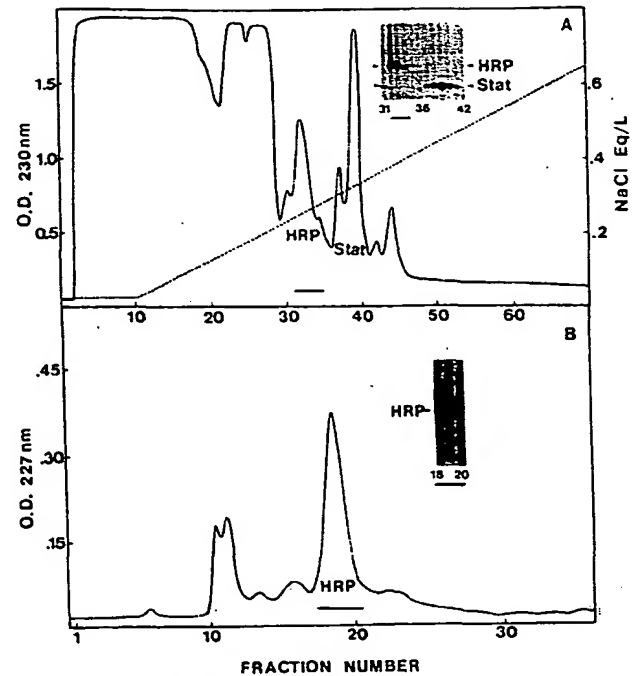 A
1.5
1.0
0.5
O.D. 230nm
HRP
Stat
31 36 42
HRP
Stat
.6
.4
.2
NaCl Eq/L
10 20 30 40 50 60
B
.45
.30
.15
O.D. 227nm
HRP
18 20
HRP
1 10 20 30
FRACTION NUMBER